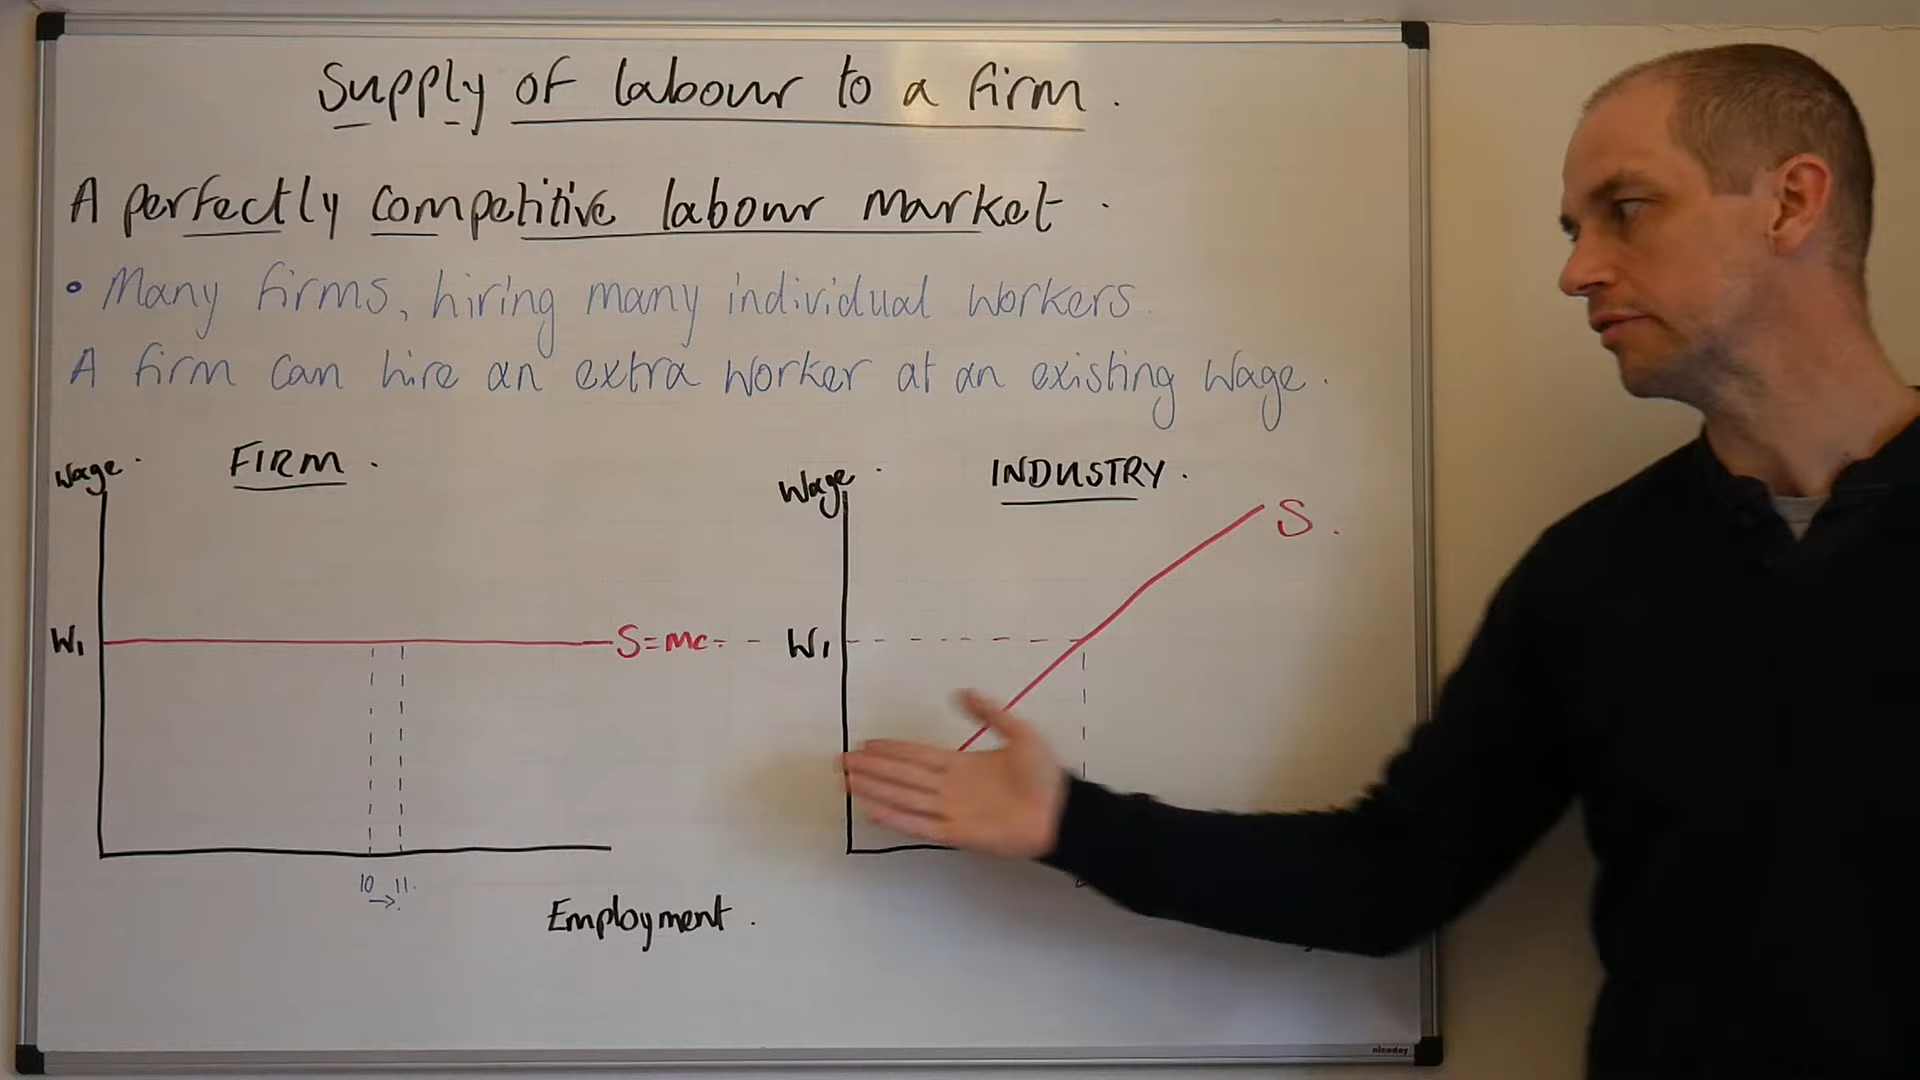 Supply of labour to a firm.
A perfectly competitive labour market.
• Many firms, hiring many individual workers.
A firm can hire an extra worker at an existing wage.
Wage.
FIRM.
W₁
S=mc
10 → 11.
Employment.
Wage.
INDUSTRY.
S.
W₁
niceday